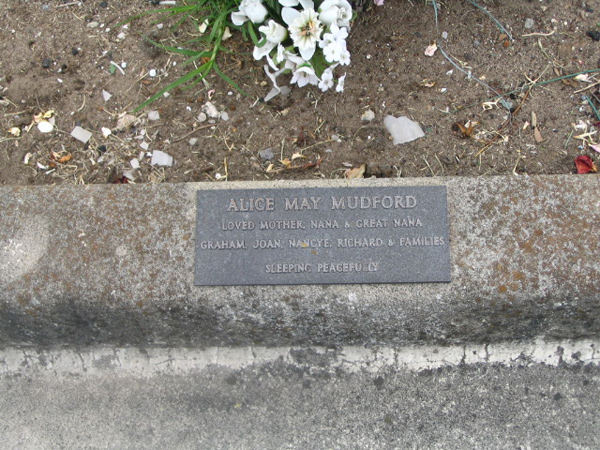 ALICE MAY MUDFORD
LOVED MOTHER, NANA & GREAT NANA
GRAHAM, JOAN, NANCYE, RICHARD & FAMILIES
SLEEPING PEACEFULLY